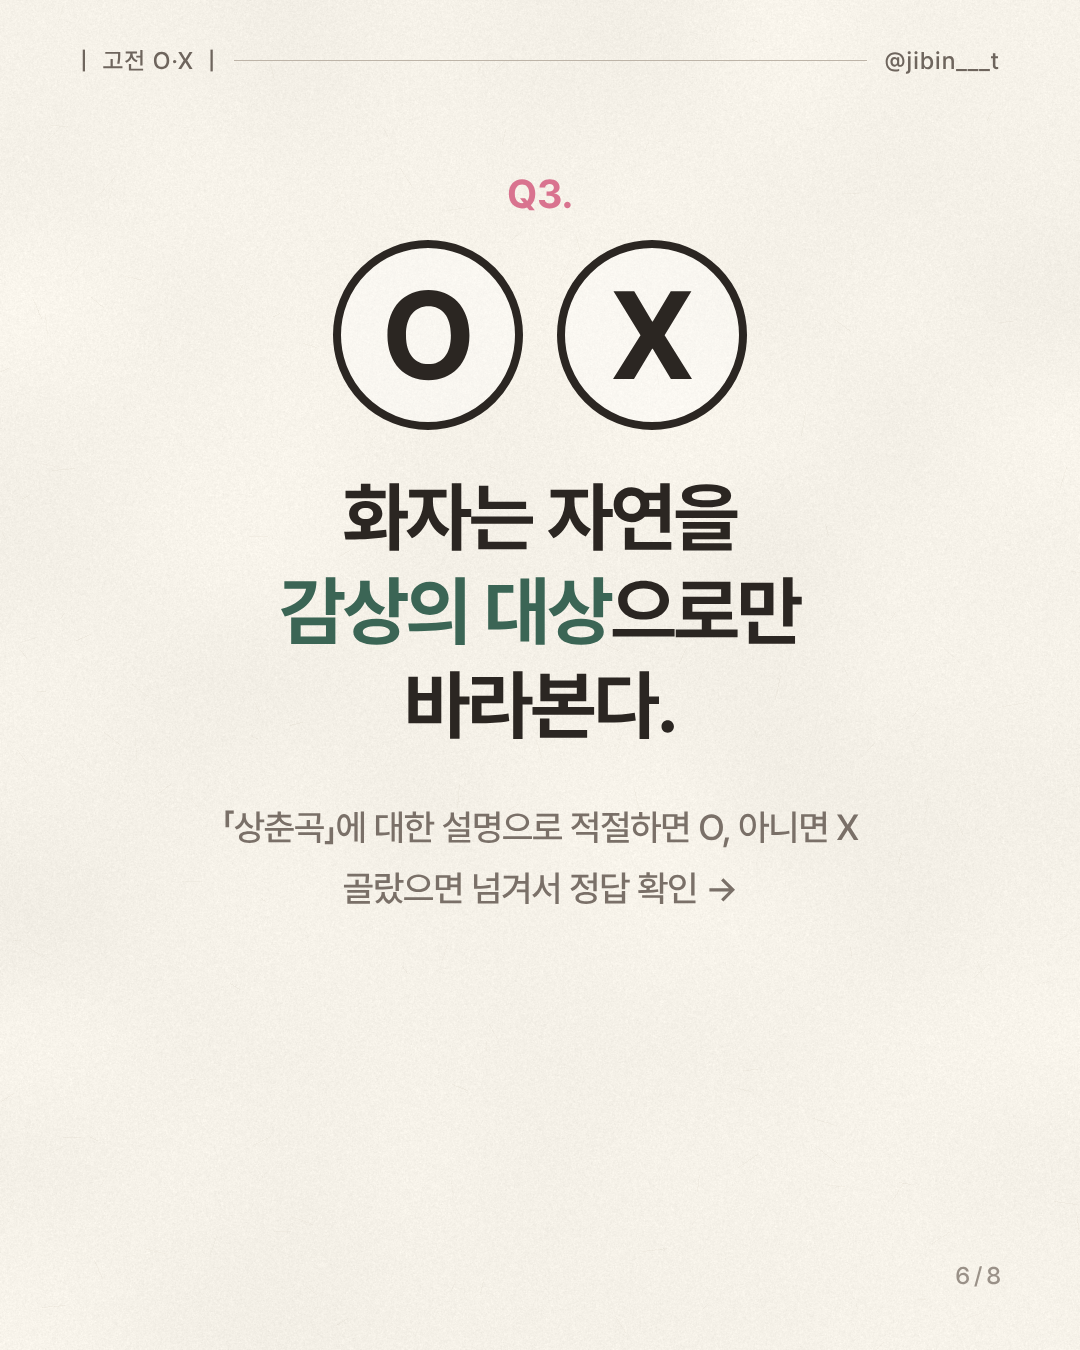 | 고전 O·X |
@jibin___t
Q3.
O X
화자는 자연을
감상의 대상으로만
바라본다.
「상춘곡」에 대한 설명으로 적절하면 O, 아니면 X
골랐으면 넘겨서 정답 확인 →
6/8